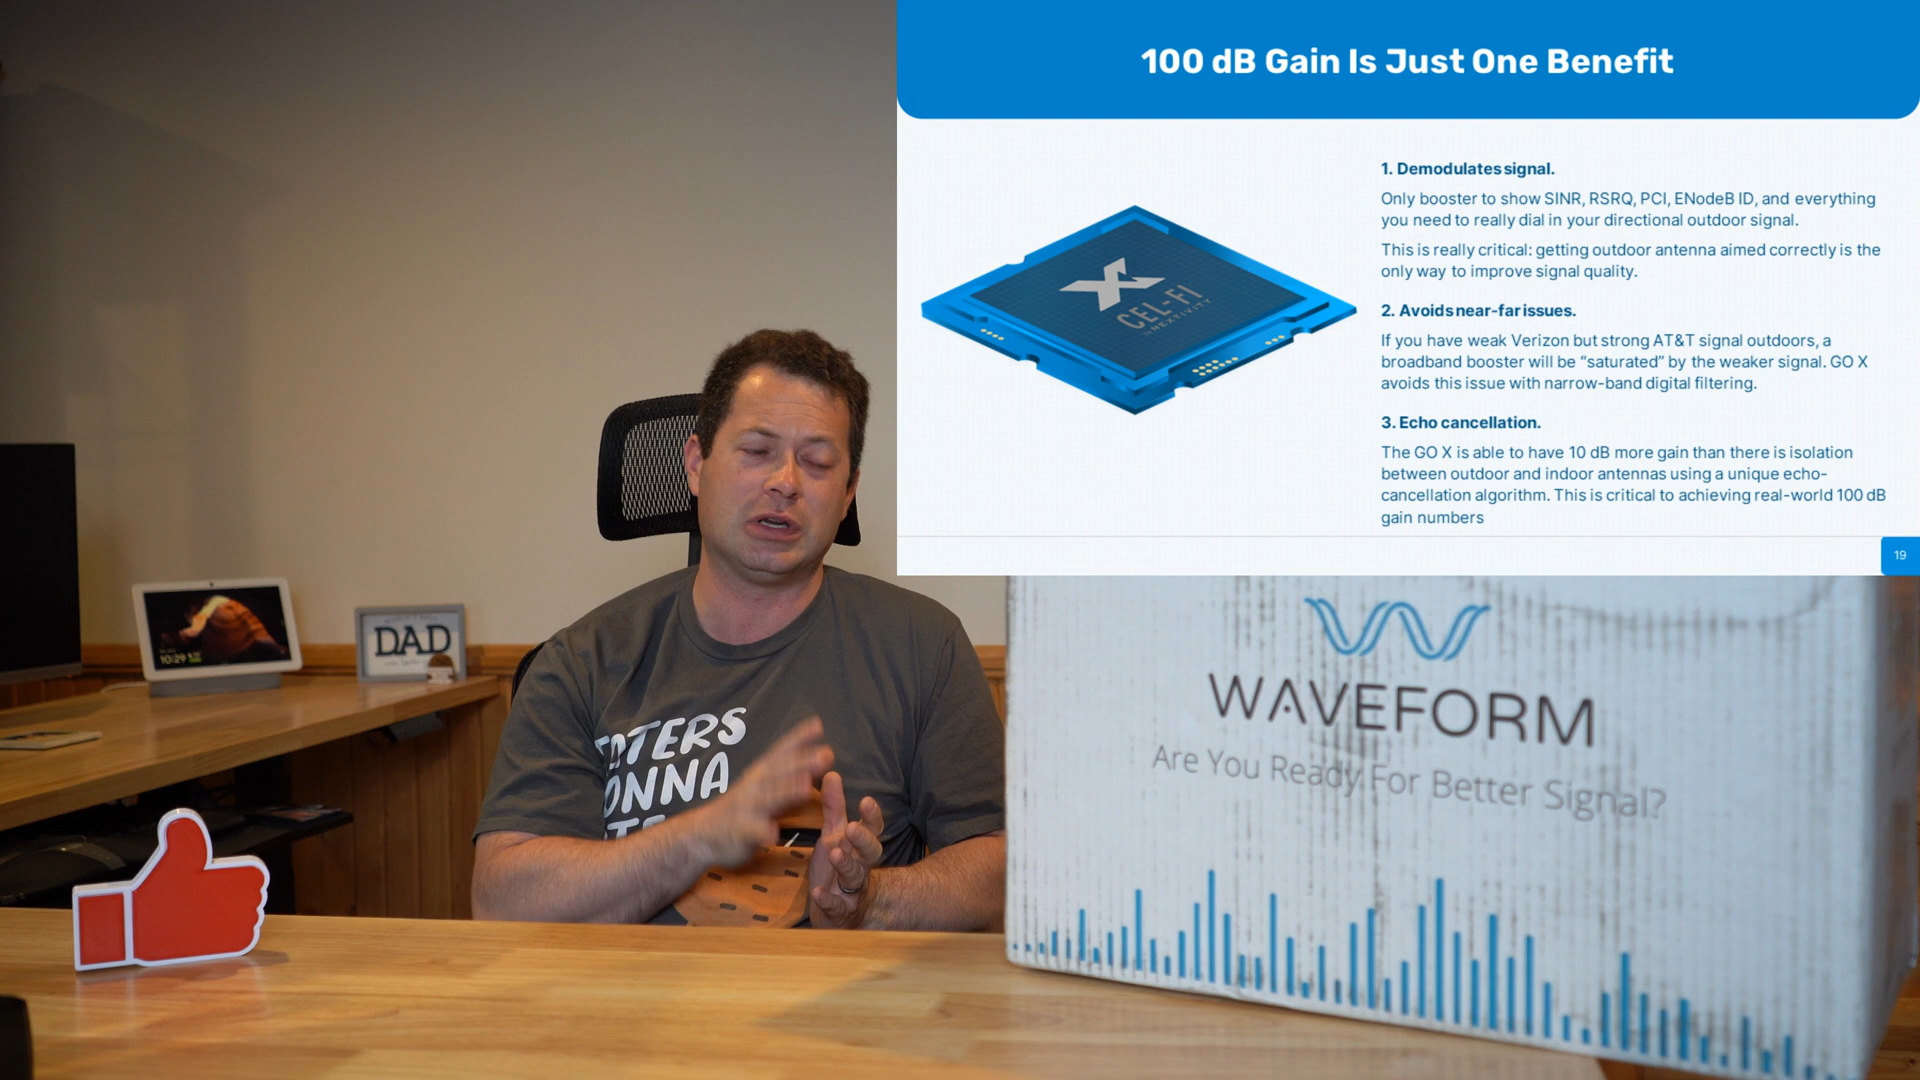 100 dB Gain Is Just One Benefit
1. Demodulates signal.
Only booster to show SINR, RSRQ, PCI, ENodeB ID, and everything
you need to really dial in your directional outdoor signal.
This is really critical: getting outdoor antenna aimed correctly is the
only way to improve signal quality.
2. Avoids near-far issues.
If you have weak Verizon but strong AT&T signal outdoors, a
broadband booster will be “saturated” by the weaker signal. GO X
avoids this issue with narrow-band digital filtering.
3. Echo cancellation.
The GO X is able to have 10 dB more gain than there is isolation
between outdoor and indoor antennas using a unique echo-
cancellation algorithm. This is critical to achieving real-world 100 dB
gain numbers
19
CEL-FI
by NEXTIVITY
10:29
DAD
WAVEFORM
Are You Ready For Better Signal?